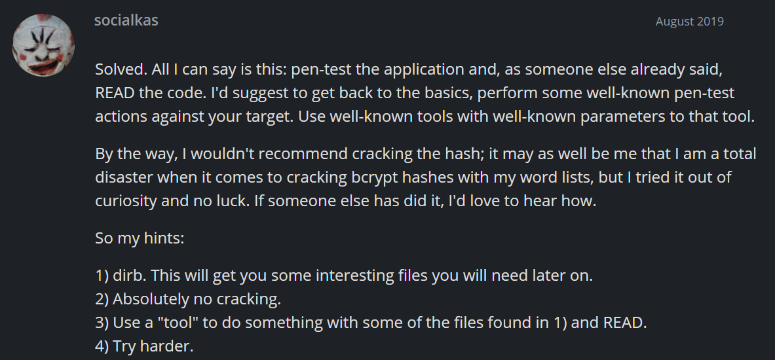 socialkas
August 2019
Solved. All I can say is this: pen-test the application and, as someone else already said,
READ the code. I'd suggest to get back to the basics, perform some well-known pen-test
actions against your target. Use well-known tools with well-known parameters to that tool.
By the way, I wouldn't recommend cracking the hash; it may as well be me that I am a total
disaster when it comes to cracking bcrypt hashes with my word lists, but I tried it out of
curiosity and no luck. If someone else has did it, I'd love to hear how.
So my hints:
1) dirb. This will get you some interesting files you will need later on.
2) Absolutely no cracking.
3) Use a "tool" to do something with some of the files found in 1) and READ.
4) Try harder.